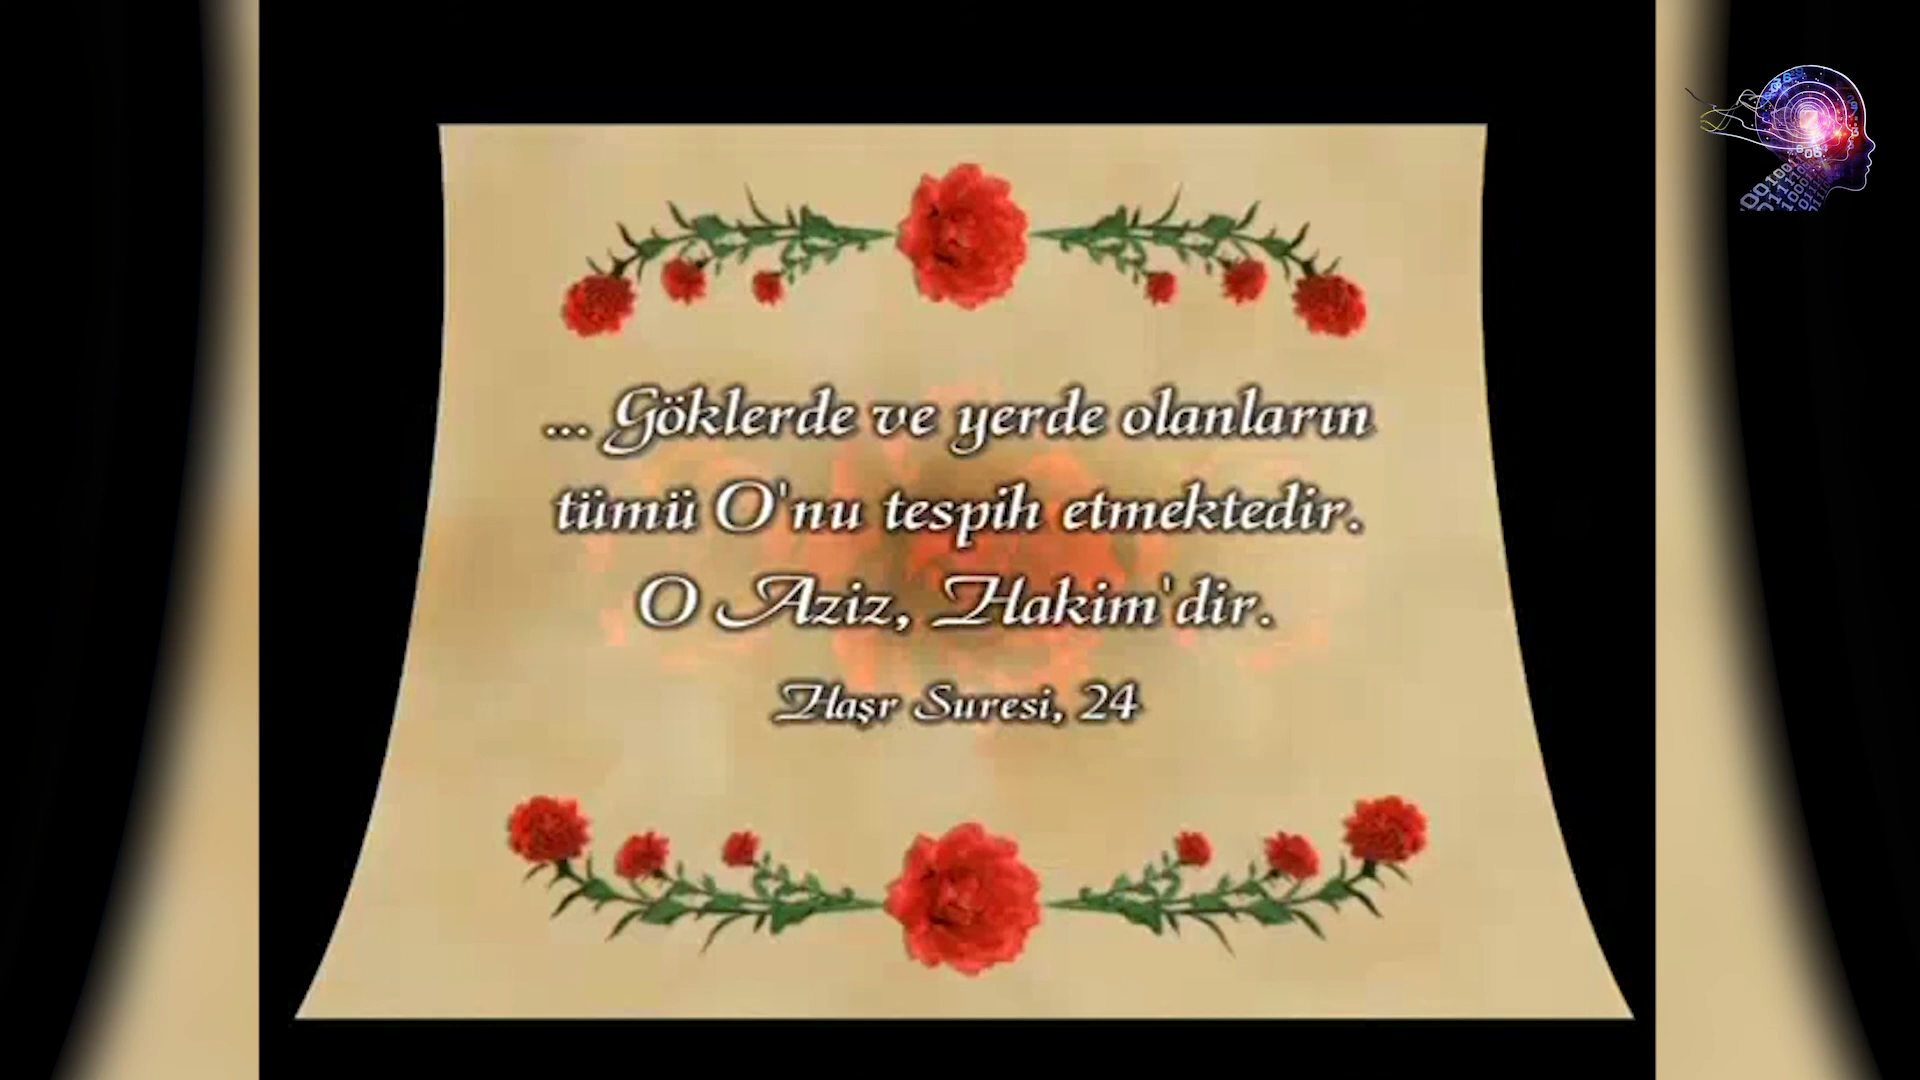 ... Göklerde ve yerde olanların
tümü O'nu tespih etmektedir.
O Aziz, Hakim'dir.
Haşr Suresi, 24